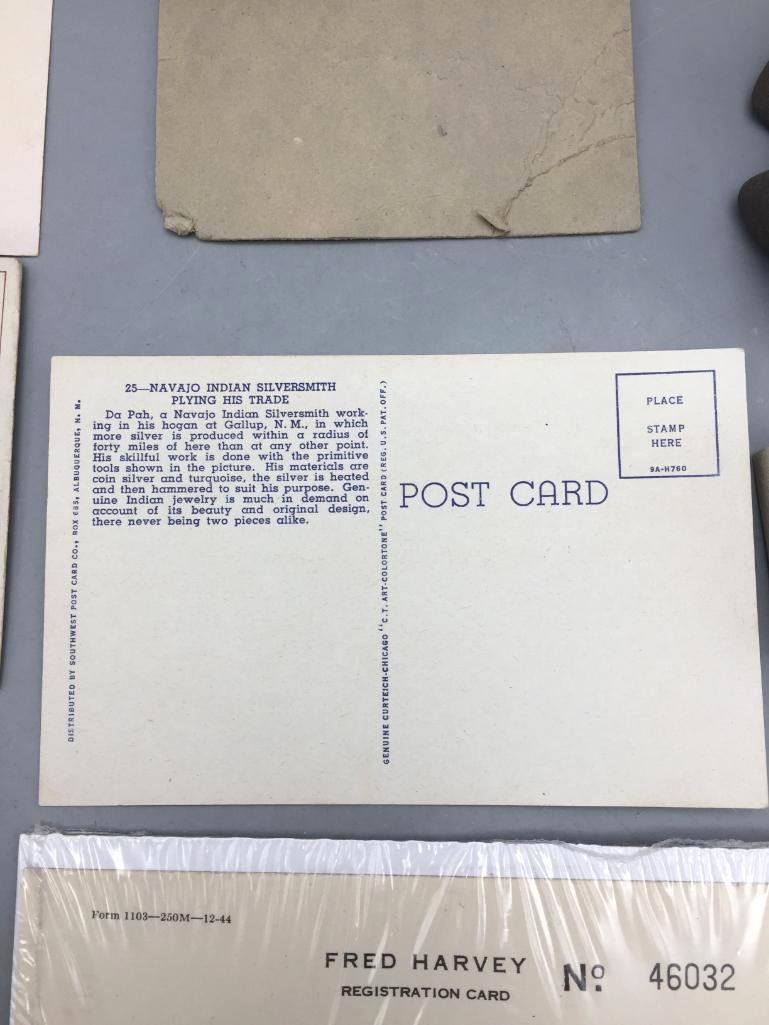 25—NAVAJO INDIAN SILVERSMITH
PLYING HIS TRADE
Da Pah, a Navajo Indian Silversmith work-
ing in his hogan at Gallup, N. M., in which
more silver is produced within a radius of
forty miles of here than at any other point.
His skillful work is done with the primitive
tools shown in the picture. His materials are
coin silver and turquoise, the silver is heated
and then hammered to suit his purpose. Gen-
uine Indian jewelry is much in demand on
account of its beauty and original design,
there never being two pieces alike.
DISTRIBUTED BY SOUTHWEST POST CARD CO., BOX 685, ALBUQUERQUE, N. M.
GENUINE CURTEICH-CHICAGO "C.T. ART-COLORTONE" POST CARD (REG. U.S. PAT. OFF.)
POST CARD
PLACE
STAMP
HERE
9A-H760
Form 1103—250M—12-44
FRED HARVEY
REGISTRATION CARD
No. 46032